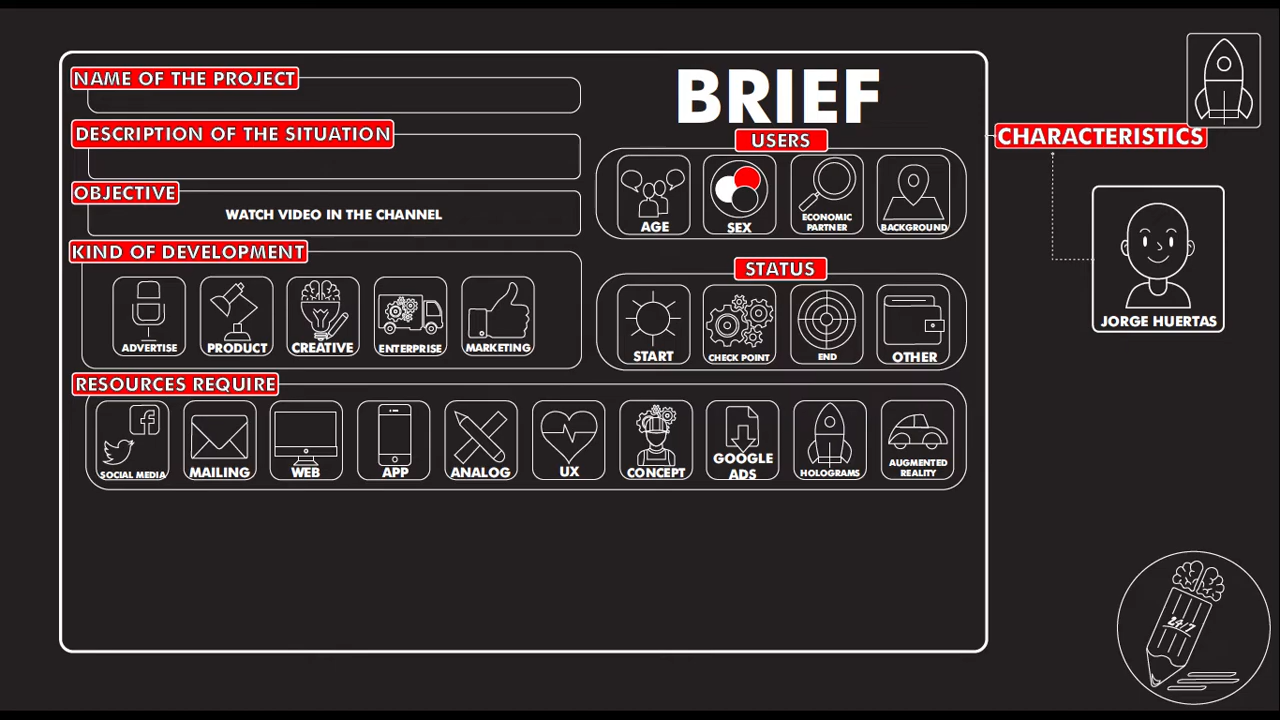 BRIEF
NAME OF THE PROJECT
DESCRIPTION OF THE SITUATION
OBJECTIVE
WATCH VIDEO IN THE CHANNEL
KIND OF DEVELOPMENT
ADVERTISE
PRODUCT
CREATIVE
ENTERPRISE
MARKETING
USERS
AGE
SEX
ECONOMIC
PARTNER
BACKGROUND
STATUS
START
CHECK POINT
END
OTHER
RESOURCES REQUIRE
SOCIAL MEDIA
MAILING
WEB
APP
ANALOG
UX
CONCEPT
GOOGLE
ADS
HOLOGRAMS
AUGMENTED
REALITY
CHARACTERISTICS
JORGE HUERTAS
24/7